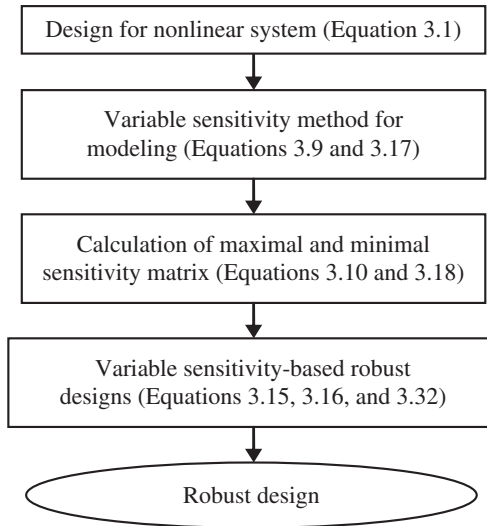 Design for nonlinear system (Equation 3.1)
Variable sensitivity method for
modeling (Equations 3.9 and 3.17)
Calculation of maximal and minimal
sensitivity matrix (Equations 3.10 and 3.18)
Variable sensitivity-based robust
designs (Equations 3.15, 3.16, and 3.32)
Robust design